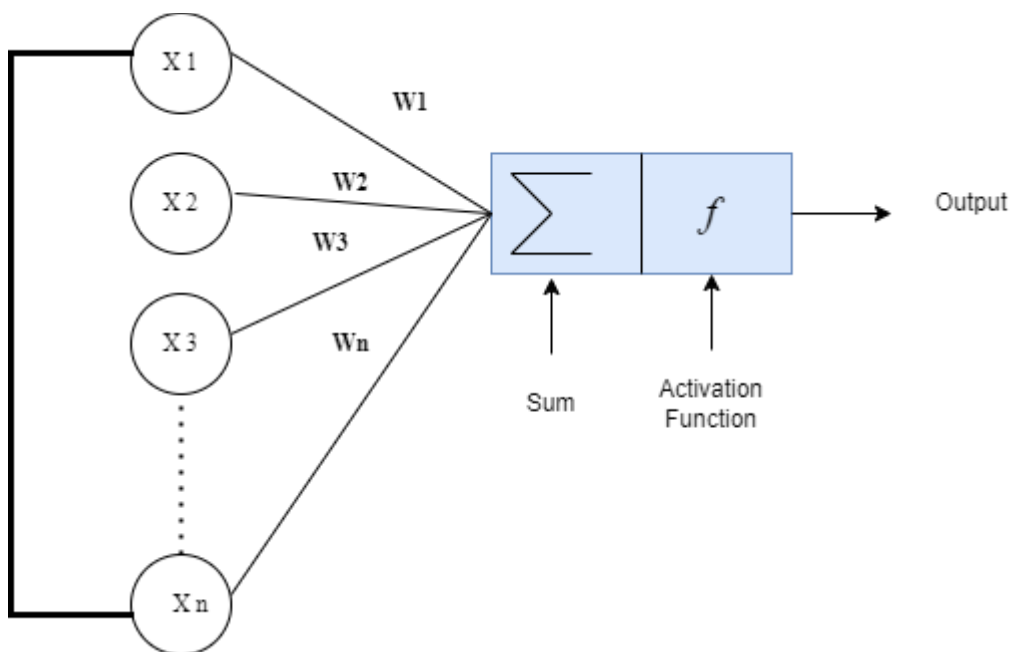 X 1
W1
X 2
W2
W3
X 3
Wn
X n
∑
f
Output
Sum
Activation
Function